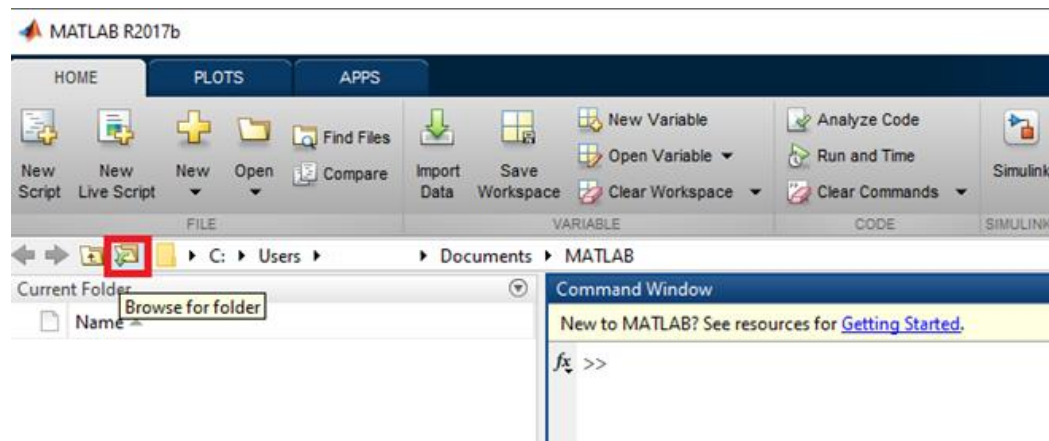 MATLAB R2017b
HOME PLOTS APPS
New Script
New Live Script
New
Open
Find Files
Compare
Import Data
Save Workspace
New Variable
Open Variable
Clear Workspace
Analyze Code
Run and Time
Clear Commands
Simulink
FILE VARIABLE CODE SIMULINK
C: Users Documents MATLAB
Current Folder
Browse for folder
Name
Command Window
New to MATLAB? See resources for Getting Started.
fx >>